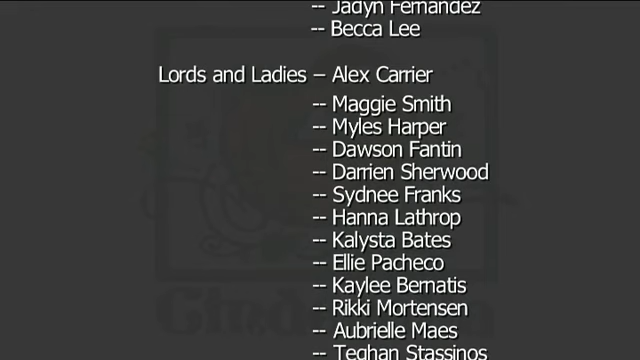 -- Jadyn Fernandez
-- Becca Lee
Lords and Ladies – Alex Carrier
-- Maggie Smith
-- Myles Harper
-- Dawson Fantin
-- Darrien Sherwood
-- Sydnee Franks
-- Hanna Lathrop
-- Kalysta Bates
-- Ellie Pacheco
-- Kaylee Bernatis
-- Rikki Mortensen
-- Aubrielle Maes
-- Teghan Stassinos
Cinderella